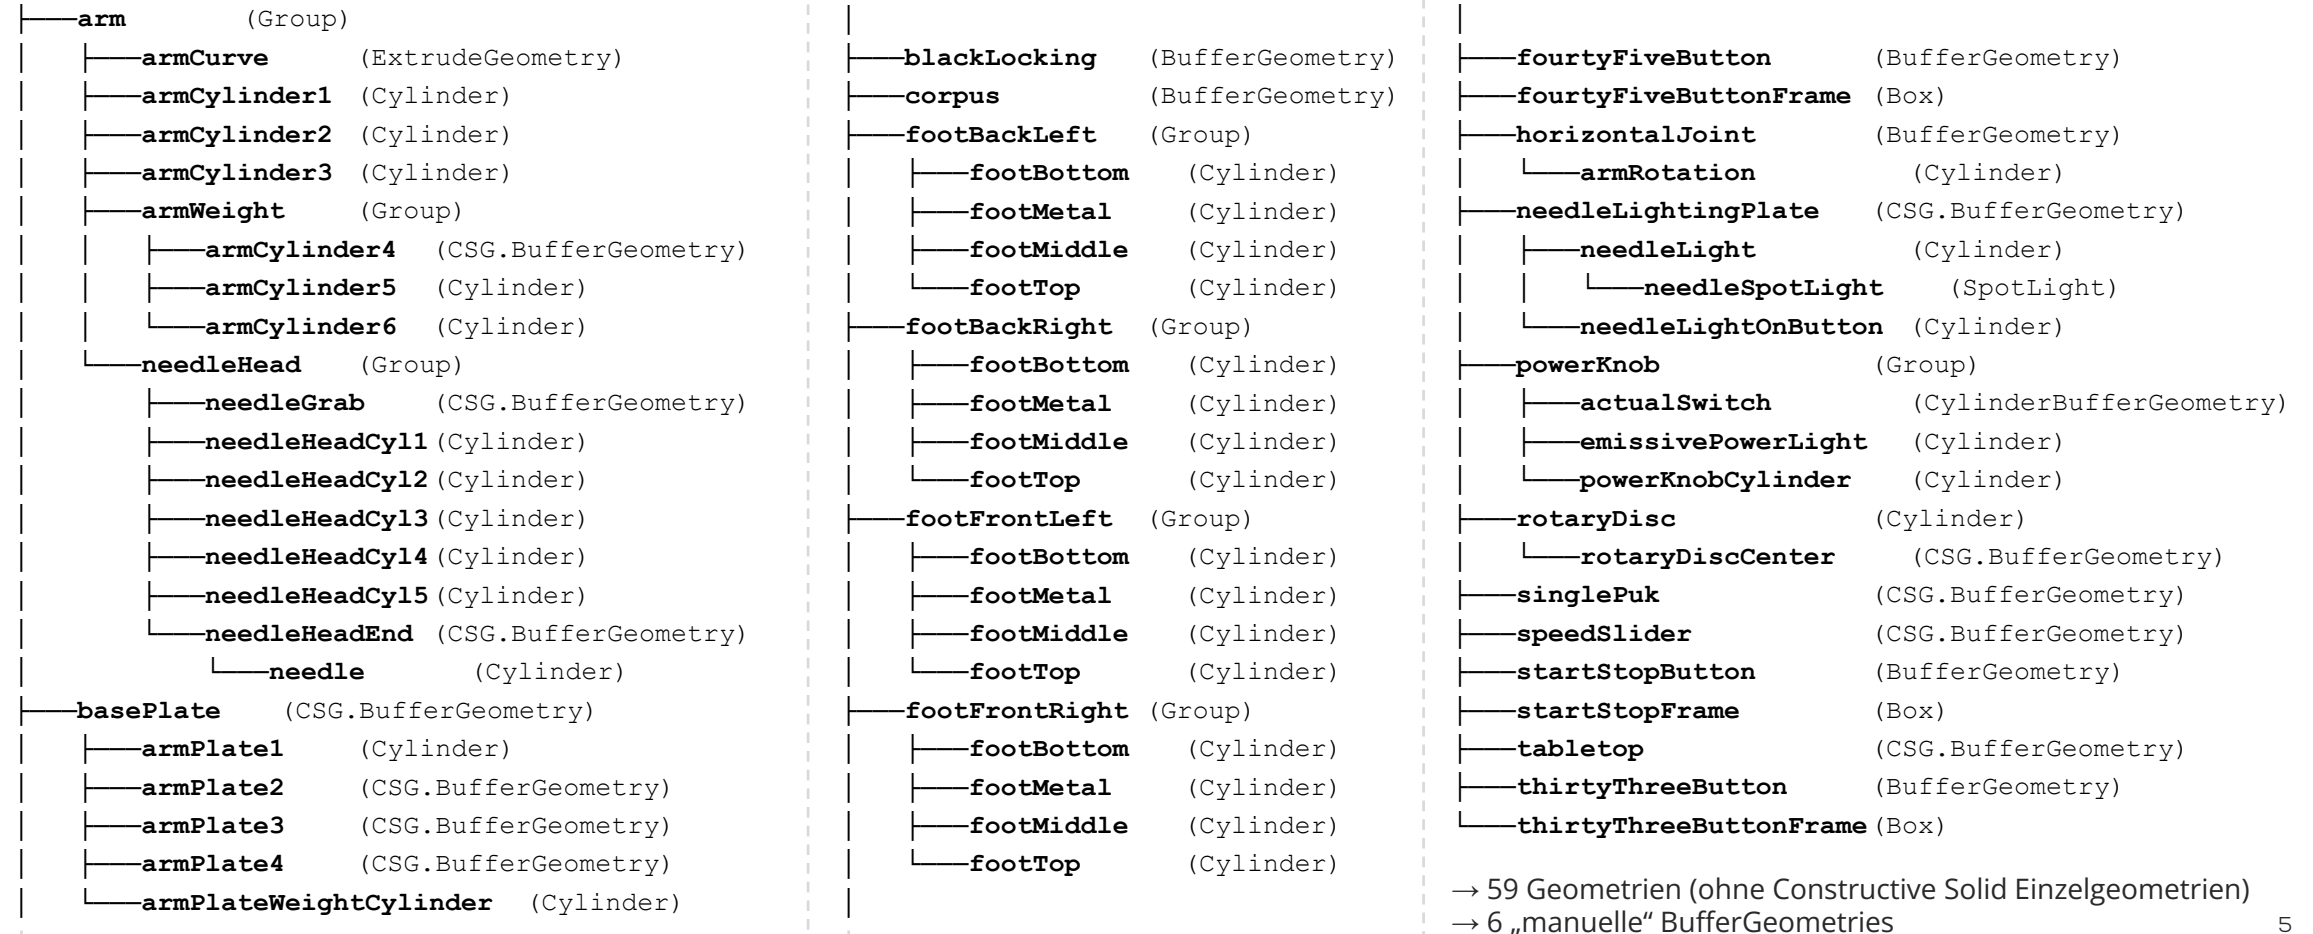 ├───arm (Group)
│ ├───armCurve (ExtrudeGeometry)
│ ├───armCylinder1 (Cylinder)
│ ├───armCylinder2 (Cylinder)
│ ├───armCylinder3 (Cylinder)
│ ├───armWeight (Group)
│ │ ├───armCylinder4 (CSG.BufferGeometry)
│ │ ├───armCylinder5 (Cylinder)
│ │ └───armCylinder6 (Cylinder)
│ └───needleHead (Group)
│ ├───needleGrab (CSG.BufferGeometry)
│ ├───needleHeadCyl1 (Cylinder)
│ ├───needleHeadCyl2 (Cylinder)
│ ├───needleHeadCyl3 (Cylinder)
│ ├───needleHeadCyl4 (Cylinder)
│ ├───needleHeadCyl5 (Cylinder)
│ └───needleHeadEnd (CSG.BufferGeometry)
│ └───needle (Cylinder)
├───basePlate (CSG.BufferGeometry)
│ ├───armPlate1 (Cylinder)
│ ├───armPlate2 (CSG.BufferGeometry)
│ ├───armPlate3 (CSG.BufferGeometry)
│ ├───armPlate4 (CSG.BufferGeometry)
│ └───armPlateWeightCylinder (Cylinder)
│
├───blackLocking (BufferGeometry)
├───corpus (BufferGeometry)
├───footBackLeft (Group)
│ ├───footBottom (Cylinder)
│ ├───footMetal (Cylinder)
│ ├───footMiddle (Cylinder)
│ └───footTop (Cylinder)
├───footBackRight (Group)
│ ├───footBottom (Cylinder)
│ ├───footMetal (Cylinder)
│ ├───footMiddle (Cylinder)
│ └───footTop (Cylinder)
├───footFrontLeft (Group)
│ ├───footBottom (Cylinder)
│ ├───footMetal (Cylinder)
│ ├───footMiddle (Cylinder)
│ └───footTop (Cylinder)
├───footFrontRight (Group)
│ ├───footBottom (Cylinder)
│ ├───footMetal (Cylinder)
│ ├───footMiddle (Cylinder)
│ └───footTop (Cylinder)
│
│
├───fourtyFiveButton (BufferGeometry)
├───fourtyFiveButtonFrame (Box)
├───horizontalJoint (BufferGeometry)
│ └───armRotation (Cylinder)
├───needleLightingPlate (CSG.BufferGeometry)
│ ├───needleLight (Cylinder)
│ │ └───needleSpotLight (SpotLight)
│ └───needleLightOnButton (Cylinder)
├───powerKnob (Group)
│ ├───actualSwitch (CylinderBufferGeometry)
│ ├───emissivePowerLight (Cylinder)
│ └───powerKnobCylinder (Cylinder)
├───rotaryDisc (Cylinder)
│ └───rotaryDiscCenter (CSG.BufferGeometry)
├───singlePuk (CSG.BufferGeometry)
├───speedSlider (CSG.BufferGeometry)
├───startStopButton (BufferGeometry)
├───startStopFrame (Box)
├───tabletop (CSG.BufferGeometry)
├───thirtyThreeButton (BufferGeometry)
└───thirtyThreeButtonFrame (Box)
→ 59 Geometrien (ohne Constructive Solid Einzelgeometrien)
→ 6 „manuelle“ BufferGeometries
5